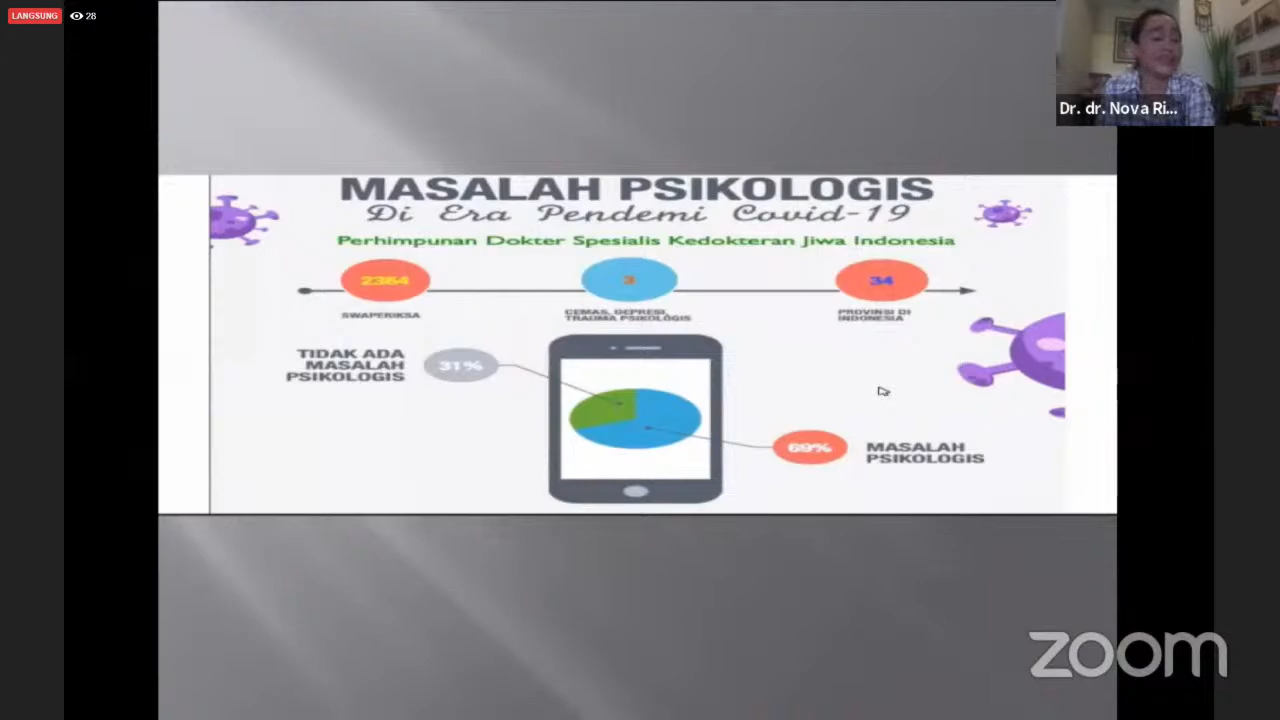 LANGSUNG 28
Dr. dr. Nova Ri...
MASALAH PSIKOLOGIS
Di Era Pendemi Covid-19
Perhimpunan Dokter Spesialis Kedokteran Jiwa Indonesia
2364
3
34
SWAPERIKSA
CEMAS, DEPRESI,
TRAUMA PSIKOLOGIS
PROVINSI DI
INDONESIA
TIDAK ADA
MASALAH
PSIKOLOGIS
31%
69%
MASALAH
PSIKOLOGIS
zoom